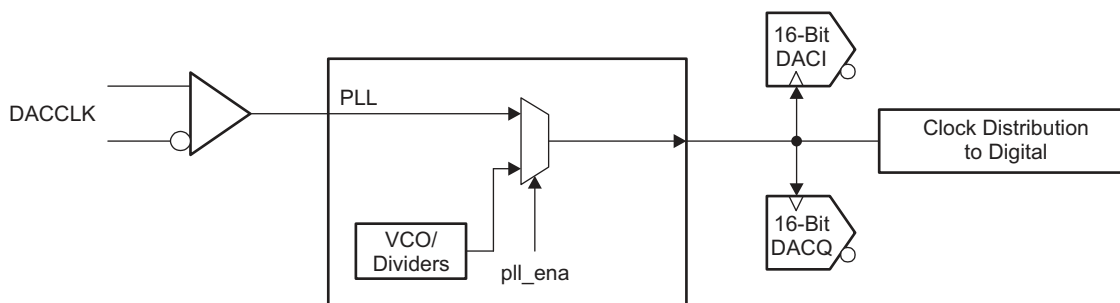 16-Bit
DACI
DACCLK
PLL
Clock Distribution
to Digital
VCO/
Dividers
pll_ena
16-Bit
DACQ